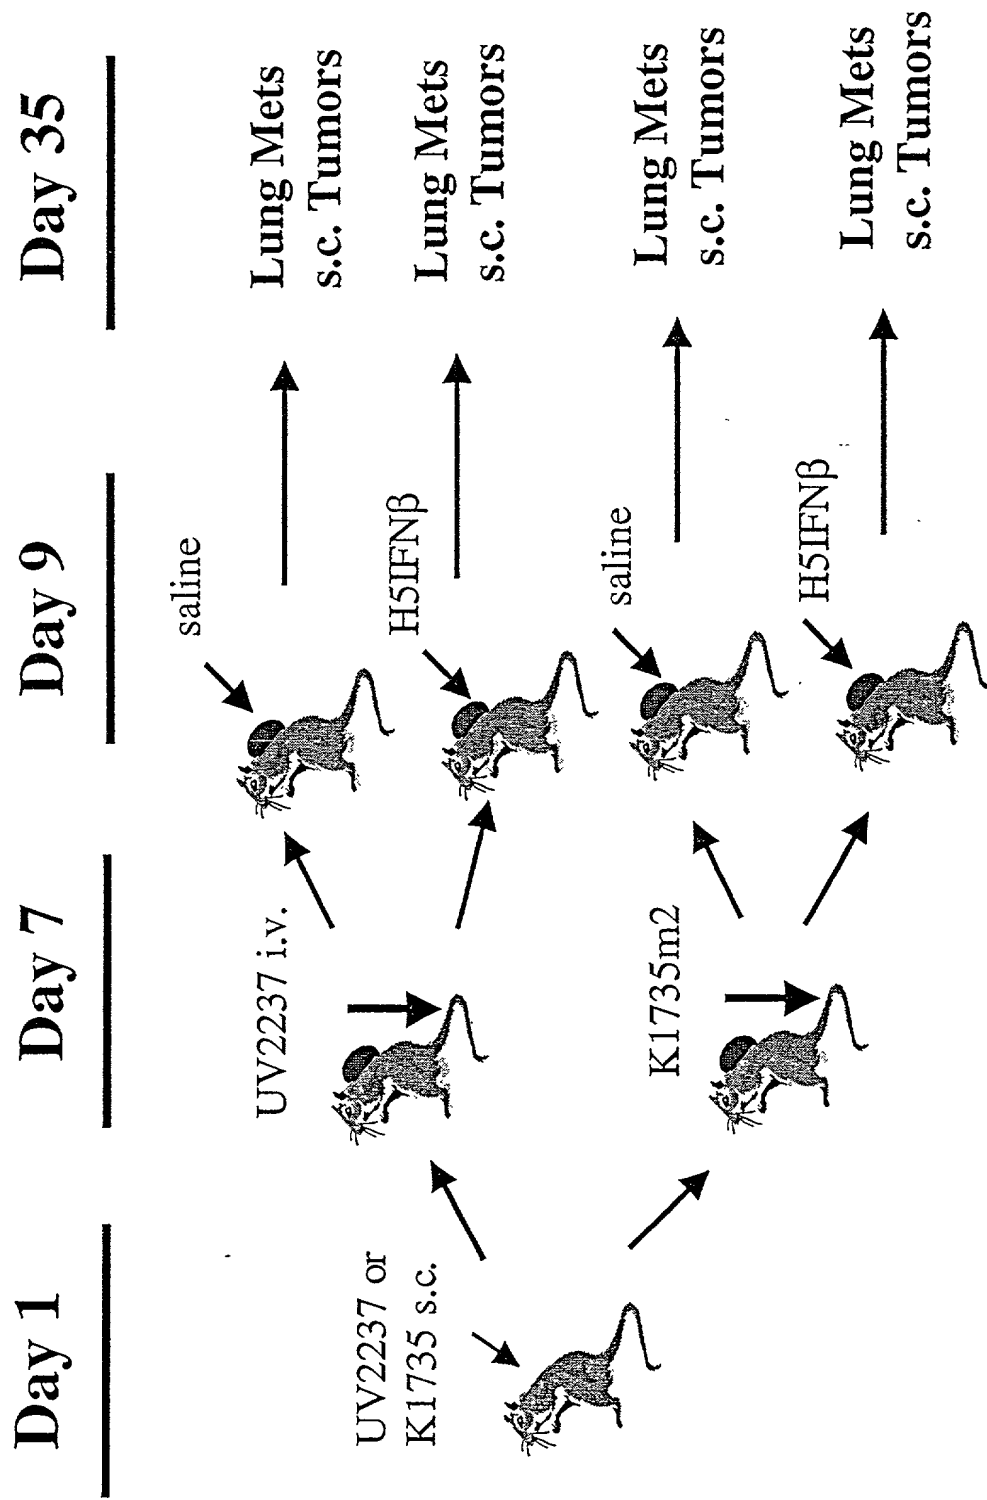 Day 1
Day 7
Day 9
Day 35
UV2237 or
K1735 s.c.
UV2237 i.v.
K1735m2
saline
H5IFNβ
saline
H5IFNβ
Lung Mets
s.c. Tumors
Lung Mets
s.c. Tumors
Lung Mets
s.c. Tumors
Lung Mets
s.c. Tumors